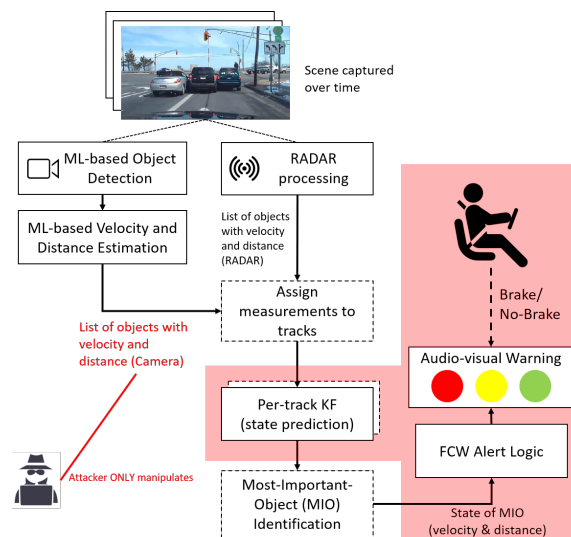 Scene captured
over time
ML-based Object
Detection
RADAR
processing
ML-based Velocity and
Distance Estimation
List of objects
with velocity
and distance
(RADAR)
Assign
measurements to
tracks
List of objects with
velocity and
distance (Camera)
Attacker ONLY manipulates
Per-track KF
(state prediction)
Most-Important-
Object (MIO)
Identification
Brake/
No-Brake
Audio-visual Warning
FCW Alert Logic
State of MIO
(velocity & distance)